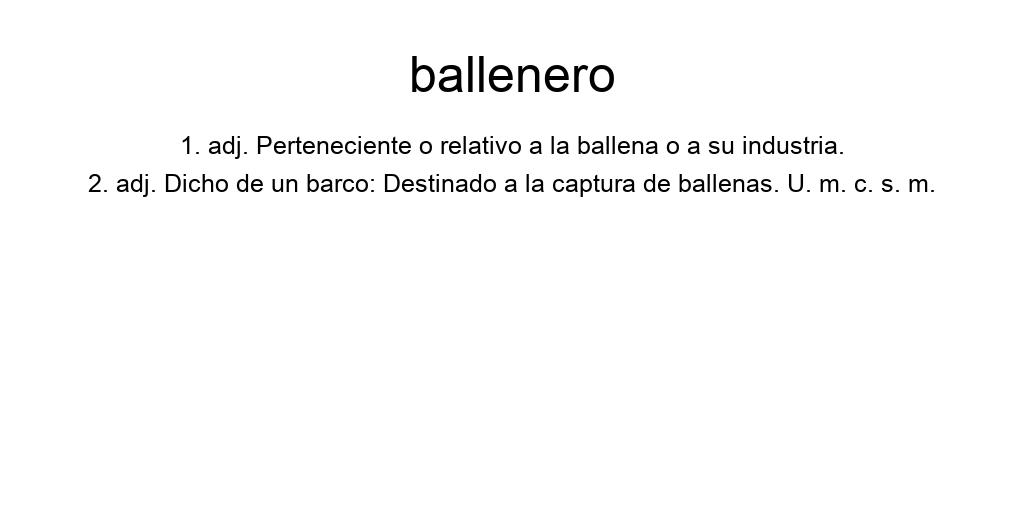 ballenero
1. adj. Perteneciente o relativo a la ballena o a su industria.
2. adj. Dicho de un barco: Destinado a la captura de ballenas. U. m. c. s. m.